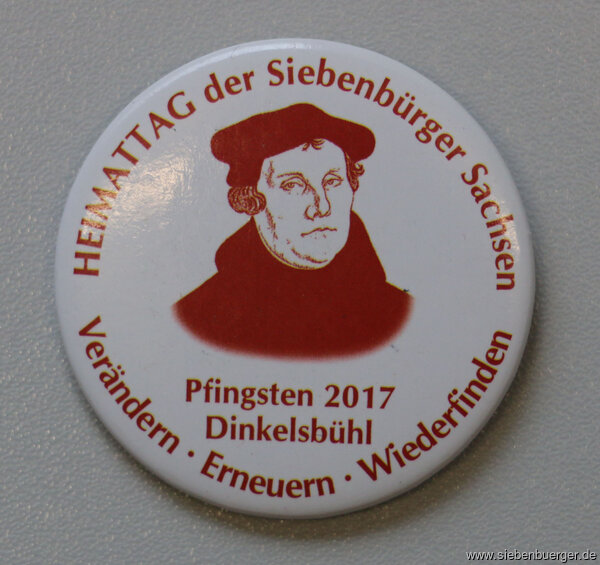 HEIMATTAG der Siebenbürger Sachsen
Pfingsten 2017
Dinkelsbühl
Verändern · Erneuern · Wiederfinden
www.siebenbuerger.de